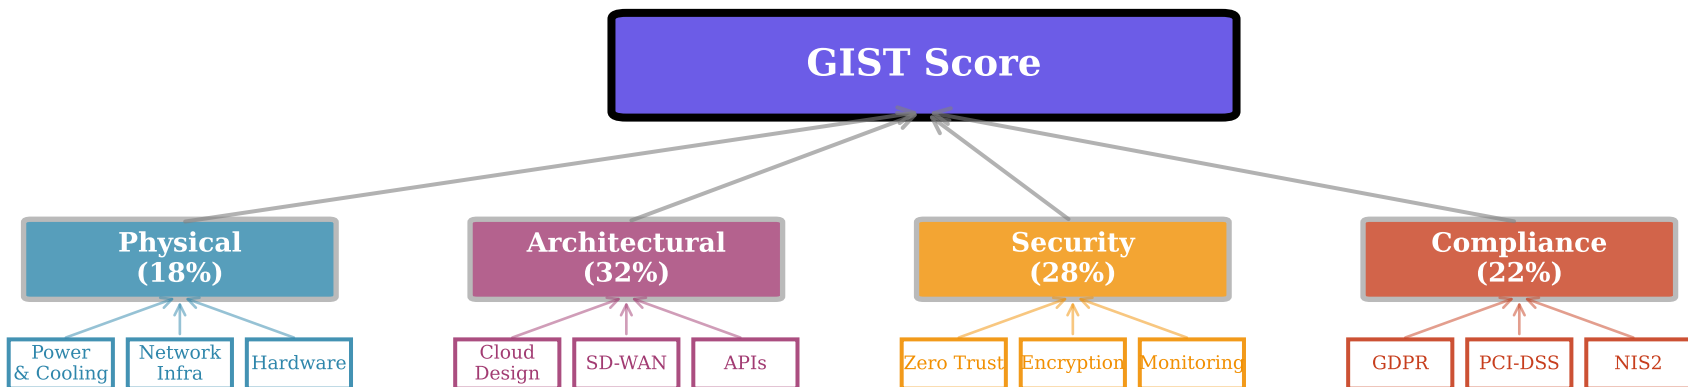 GIST Score
Physical
(18%)
Architectural
(32%)
Security
(28%)
Compliance
(22%)
Power
& Cooling
Network
Infra
Hardware
Cloud
Design
SD-WAN
APIs
Zero Trust
Encryption
Monitoring
GDPR
PCI-DSS
NIS2